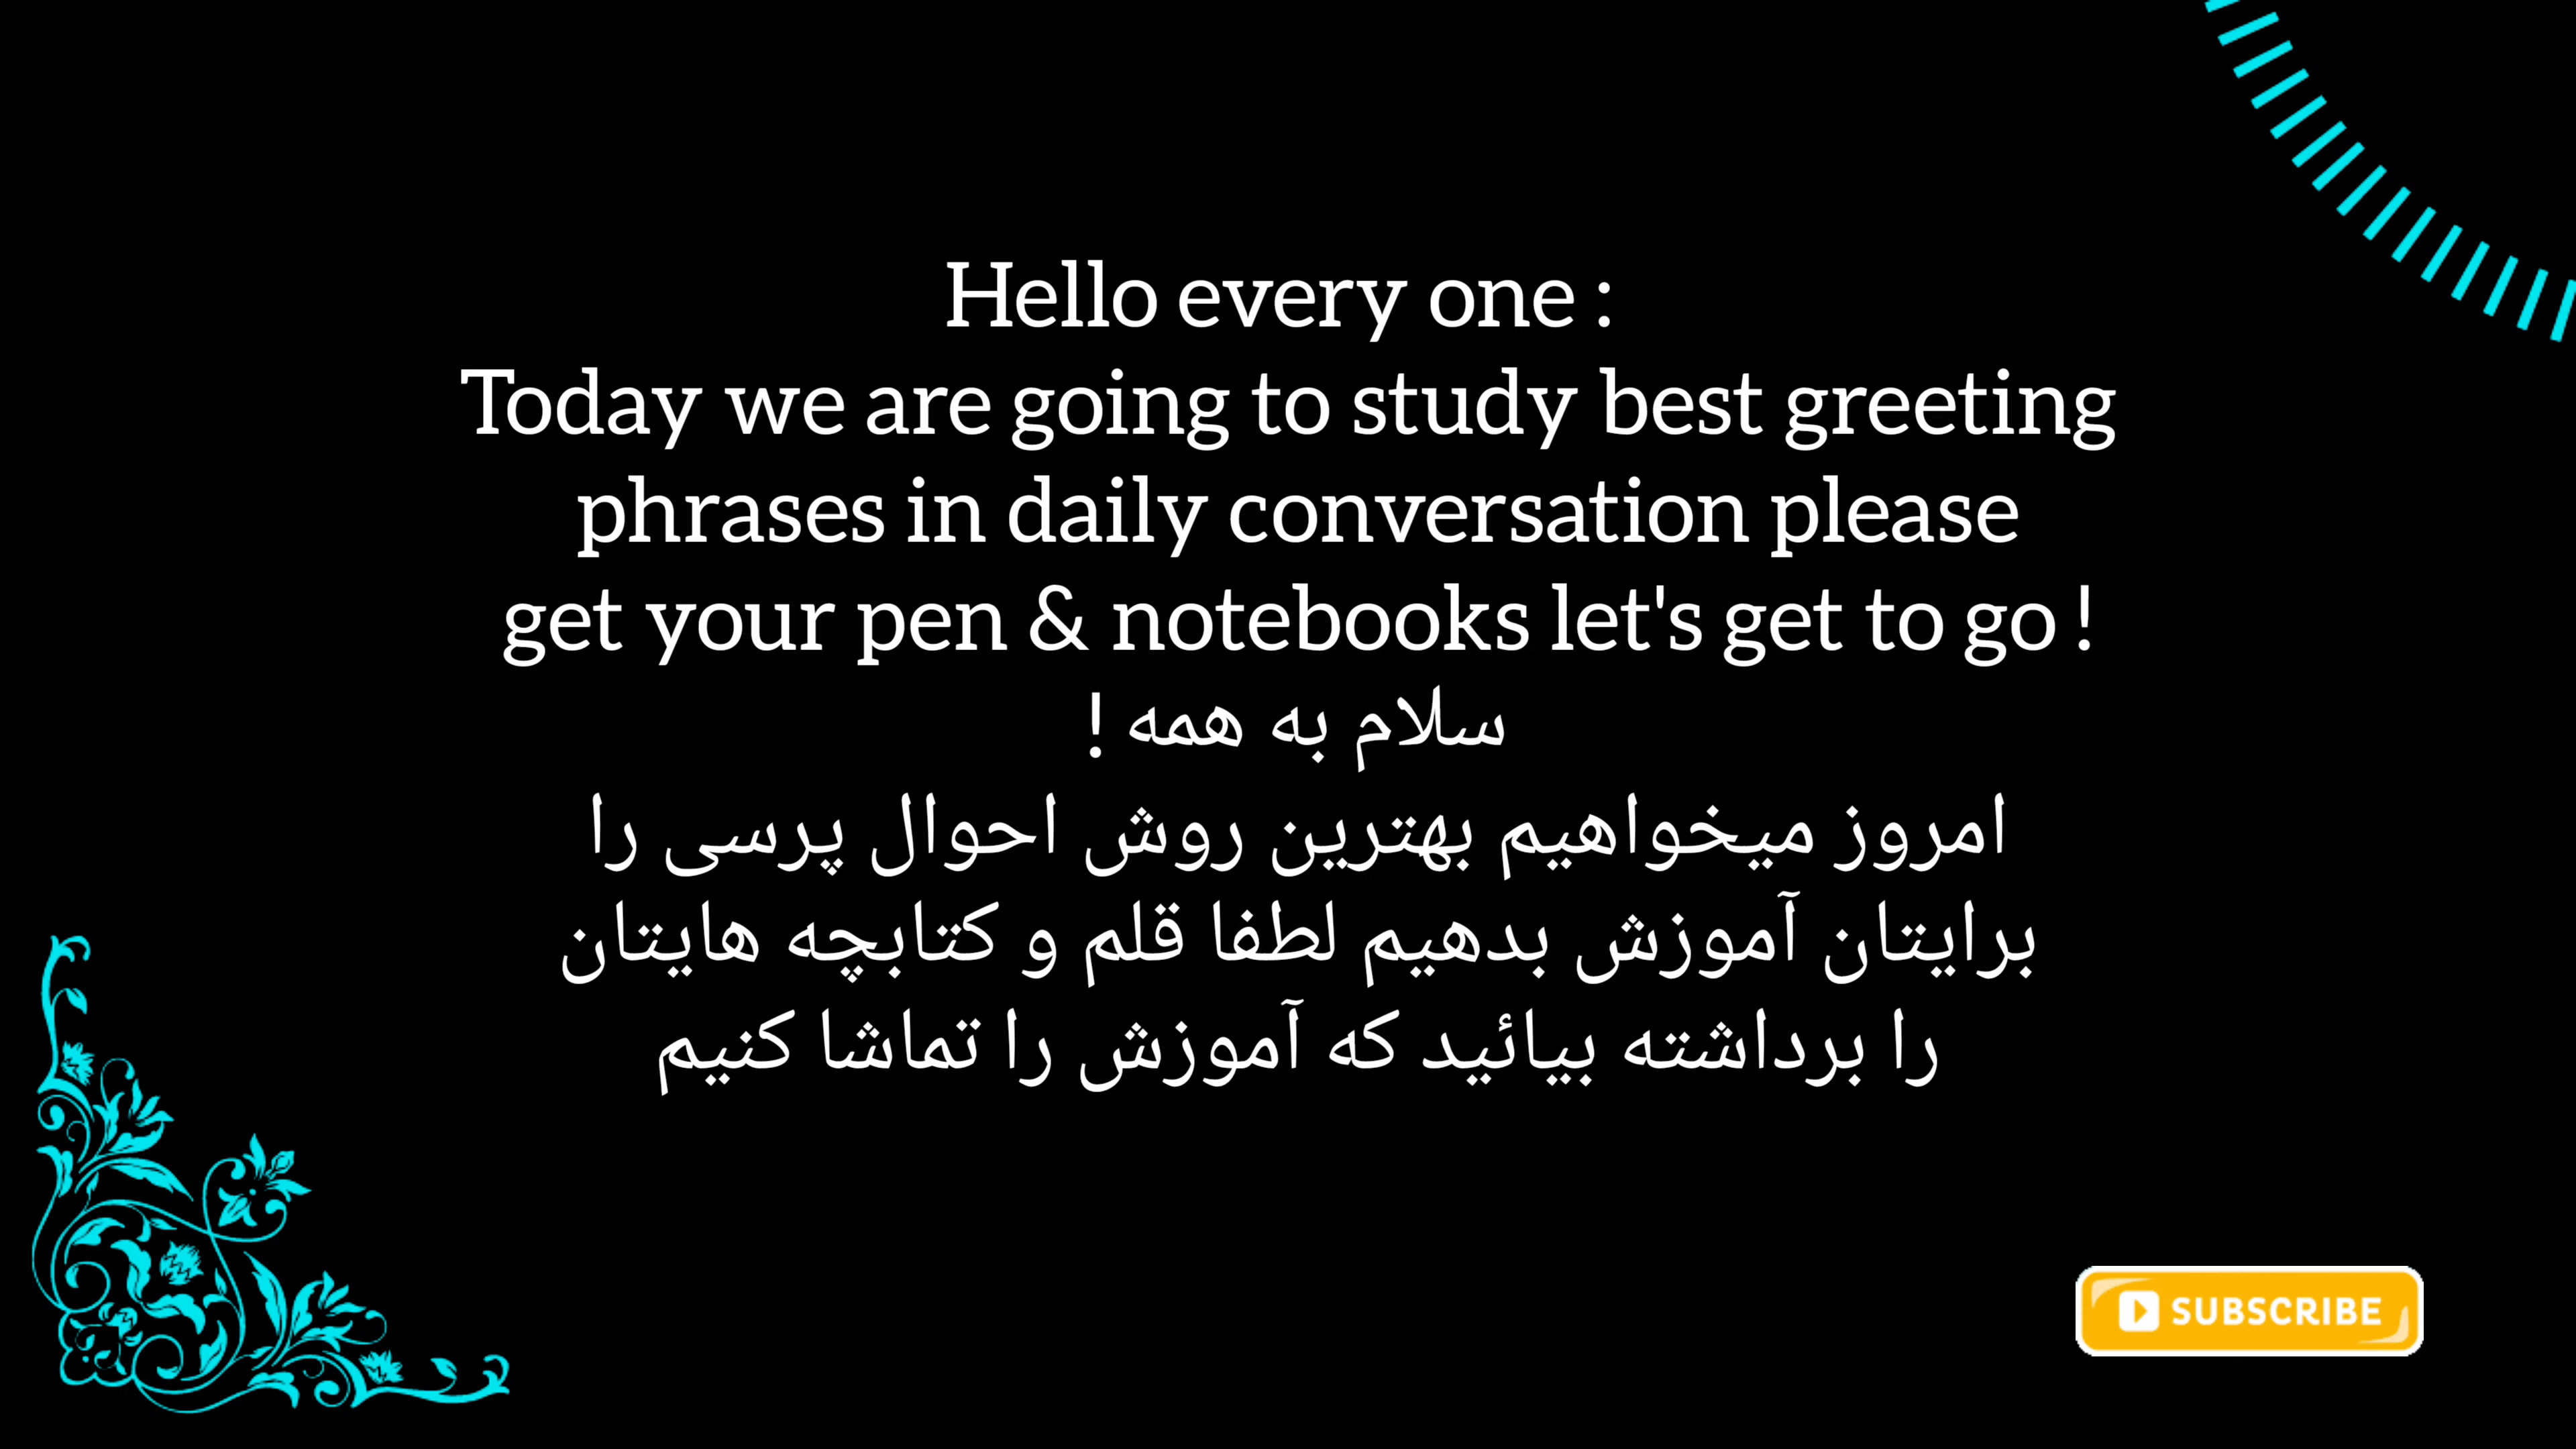 Hello every one :
Today we are going to study best greeting
phrases in daily conversation please
get your pen & notebooks let's get to go !
سلام به همه !
امروز میخواهیم بهترین روش احوال پرسی را
برایتان آموزش بدهیم لطفا قلم و کتابچه هایتان
را برداشته بیائید که آموزش را تماشا کنیم
SUBSCRIBE